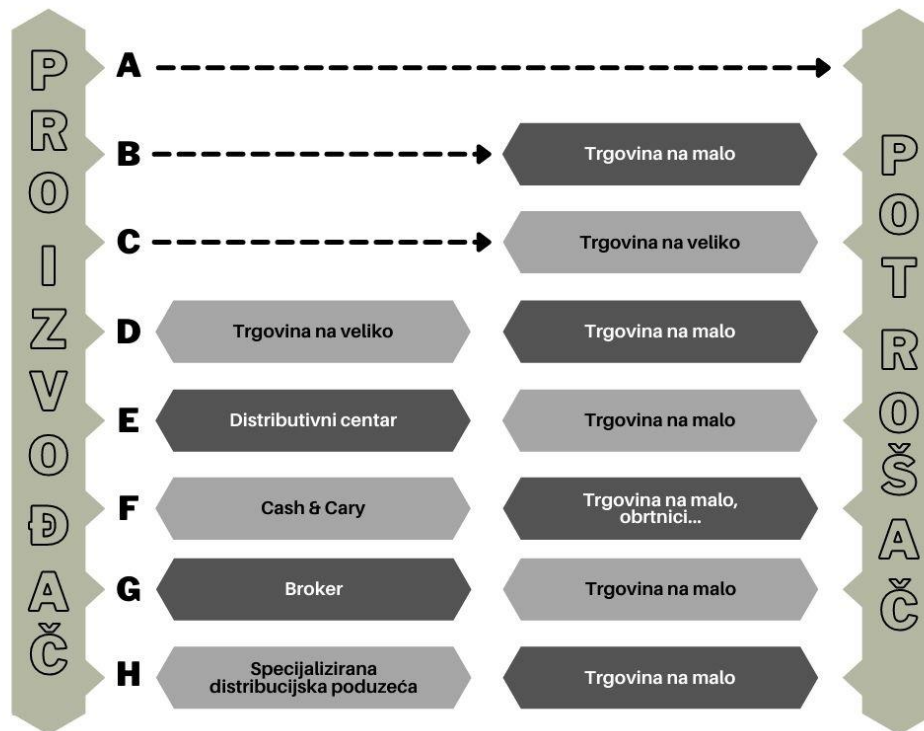 PROIZVOĐAČ
A
B
Trgovina na malo
C
Trgovina na veliko
D
Trgovina na veliko
Trgovina na malo
E
Distributivni centar
Trgovina na malo
F
Cash & Cary
Trgovina na malo,
obrtnici...
G
Broker
Trgovina na malo
H
Specijalizirana
distribucijska poduzeća
Trgovina na malo
POTROŠAČ